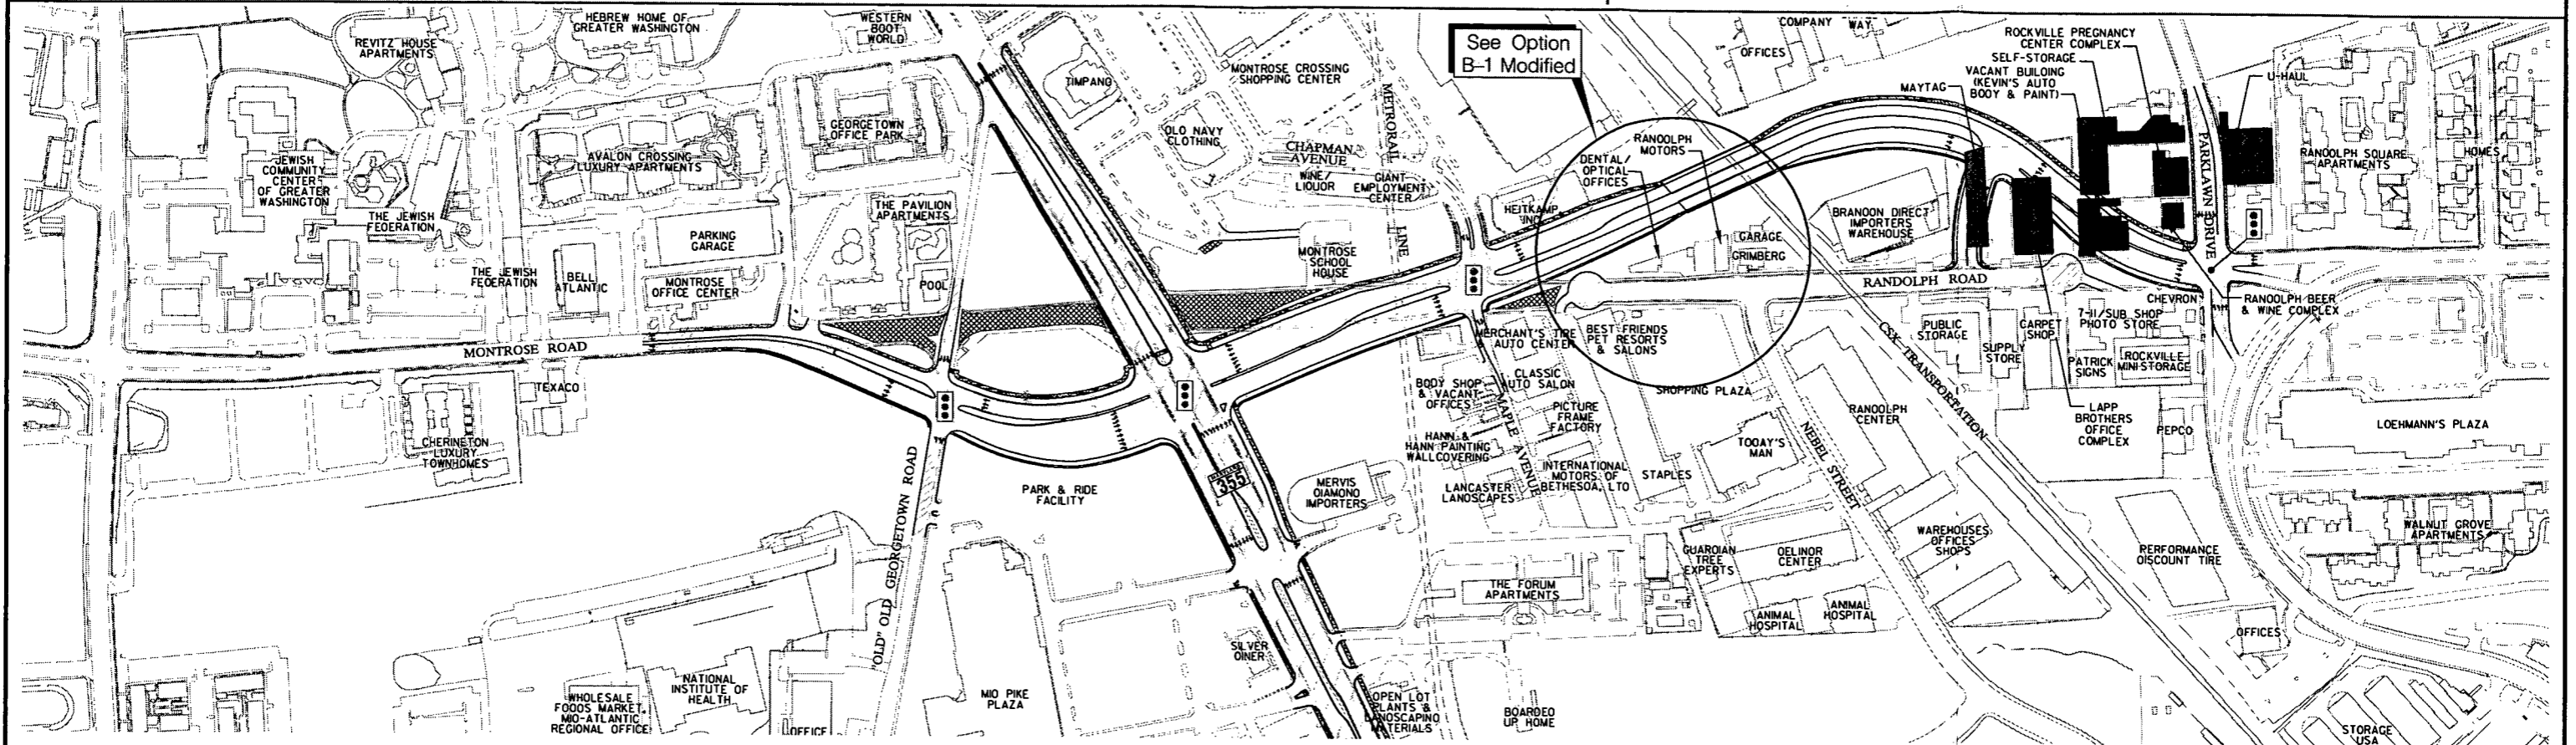 HEBREW HOME OF
GREATER WASHINGTON
REVITZ HOUSE
APARTMENTS
WESTERN
BOOT
WORLD
TIMPANO
MONTROSE CROSSING
SHOPPING CENTER
METRORAIL
LINE
See Option
B-1 Modified
OFFICES
COMPANY WAY
ROCKVILLE PREGNANCY
CENTER COMPLEX
SELF-STORAGE
VACANT BUILDING
(KEVIN'S AUTO
BODY & PAINT)
MAYTAG
U-HAUL
PARKLAWN DRIVE
RANDOLPH SQUARE
APARTMENTS
HOMES
JEWISH
COMMUNITY
CENTER
OF GREATER
WASHINGTON
THE JEWISH
FEDERATION
AVALON CROSSING
LUXURY APARTMENTS
GEORGETOWN
OFFICE PARK
OLD NAVY
CLOTHING
CHAPMAN
AVENUE
WINE/
LIQUOR
GIANT
EMPLOYMENT
CENTER
DENTAL/
OPTICAL
OFFICES
RANDOLPH
MOTORS
HEITKAMP
INC
BRANDON DIRECT
IMPORTERS
WAREHOUSE
GARAGE
GRIMBERG
THE JEWISH
FEDERATION
BELL
ATLANTIC
PARKING
GARAGE
MONTROSE
OFFICE CENTER
THE PAVILION
APARTMENTS
POOL
MONTROSE
SCHOOL
HOUSE
RANDOLPH ROAD
MONTROSE ROAD
TEXACO
CHERINGTON
LUXURY
TOWNHOMES
"OLD" OLD GEORGETOWN ROAD
PARK & RIDE
FACILITY
355
MERVIS
DIAMOND
IMPORTERS
MERCHANT'S TIRE
& AUTO CENTER
BEST FRIENDS
PET RESORTS
& SALONS
CLASSIC
AUTO SALON
BODY SHOP
& VACANT
OFFICES
MAPLE AVENUE
PICTURE
FRAME
FACTORY
HANN &
HANN PAINTING
WALLCOVERING
LANCASTER
LANDSCAPES
INTERNATIONAL
MOTORS OF
BETHESDA, LTD
STAPLES
SHOPPING PLAZA
TODAY'S
MAN
NEBEL STREET
RANDOLPH
CENTER
CSX TRANSPORTATION
PUBLIC
STORAGE
SUPPLY
STORE
CARPET
SHOP
7-11/SUB SHOP
PHOTO STORE
CHEVRON
RANDOLPH BEER
& WINE COMPLEX
PATRICK
SIGNS
ROCKVILLE
MINI-STORAGE
LAPP
BROTHERS
OFFICE
COMPLEX
PEPCO
LOEHMANN'S PLAZA
WALNUT GROVE
APARTMENTS
PERFORMANCE
DISCOUNT TIRE
WAREHOUSES
OFFICES
SHOPS
GUARDIAN
TREE
EXPERTS
DELINOR
CENTER
THE FORUM
APARTMENTS
ANIMAL
HOSPITAL
ANIMAL
HOSPITAL
SILVER
DINER
NATIONAL
INSTITUTE OF
HEALTH
WHOLESALE
FOODS MARKET
MID-ATLANTIC
REGIONAL OFFICE
OFFICE
MID PIKE
PLAZA
OPEN LOT
PLANTS &
LANDSCAPING
MATERIALS
BOARDED
UP HOME
OFFICES
STORAGE
USA